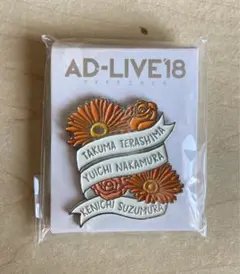 AD-LIVE'18
TAKUMA TERASHIMA
YUICHI NAKAMURA
KENICHI SUZUMURA